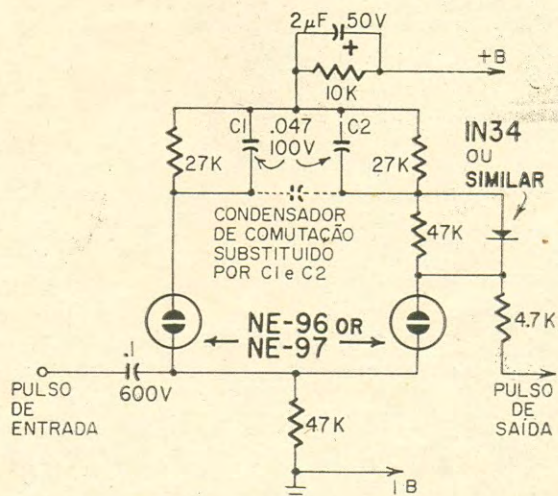 2µF 50V
+
10K
+B
C1 .047 C2
100V
27K
27K
IN34
OU
SIMILAR
CONDENSADOR
DE COMUTAÇÃO
SUBSTITUIDO
POR C1 e C2
47K
NE-96 OR
NE-97
4.7K
.1
600V
PULSO
DE
ENTRADA
47K
PULSO
DE
SAÍDA
| B